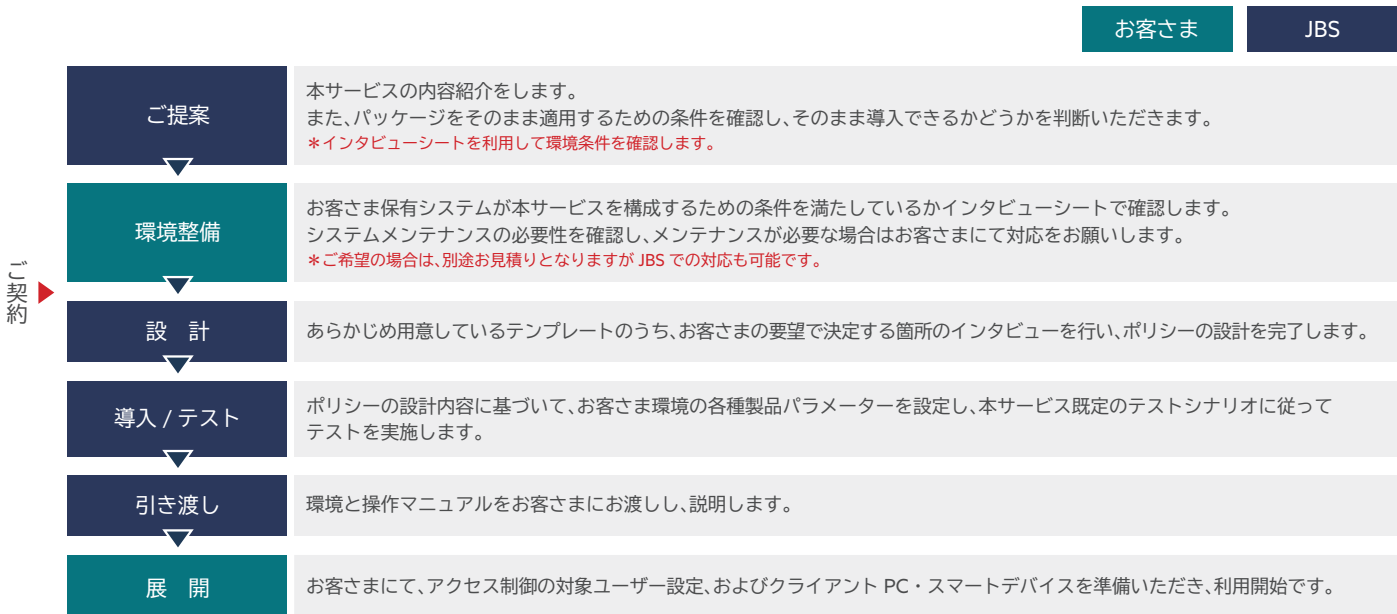 お客さま
JBS
ご提案
本サービスの内容紹介をします。
また、パッケージをそのまま適用するための条件を確認し、そのまま導入できるかどうかを判断いただきます。
＊インタビューシートを利用して環境条件を確認します。
環境整備
お客さま保有システムが本サービスを構成するための条件を満たしているかインタビューシートで確認します。
システムメンテナンスの必要性を確認し、メンテナンスが必要な場合はお客さまにて対応をお願いします。
＊ご希望の場合は、別途お見積りとなりますが JBS での対応も可能です。
ご契約
設　計
あらかじめ用意しているテンプレートのうち、お客さまの要望で決定する箇所のインタビューを行い、ポリシーの設計を完了します。
導入 / テスト
ポリシーの設計内容に基づいて、お客さま環境の各種製品パラメーターを設定し、本サービス既定のテストシナリオに従って
テストを実施します。
引き渡し
環境と操作マニュアルをお客さまにお渡しし、説明します。
展　開
お客さまにて、アクセス制御の対象ユーザー設定、およびクライアント PC・スマートデバイスを準備いただき、利用開始です。